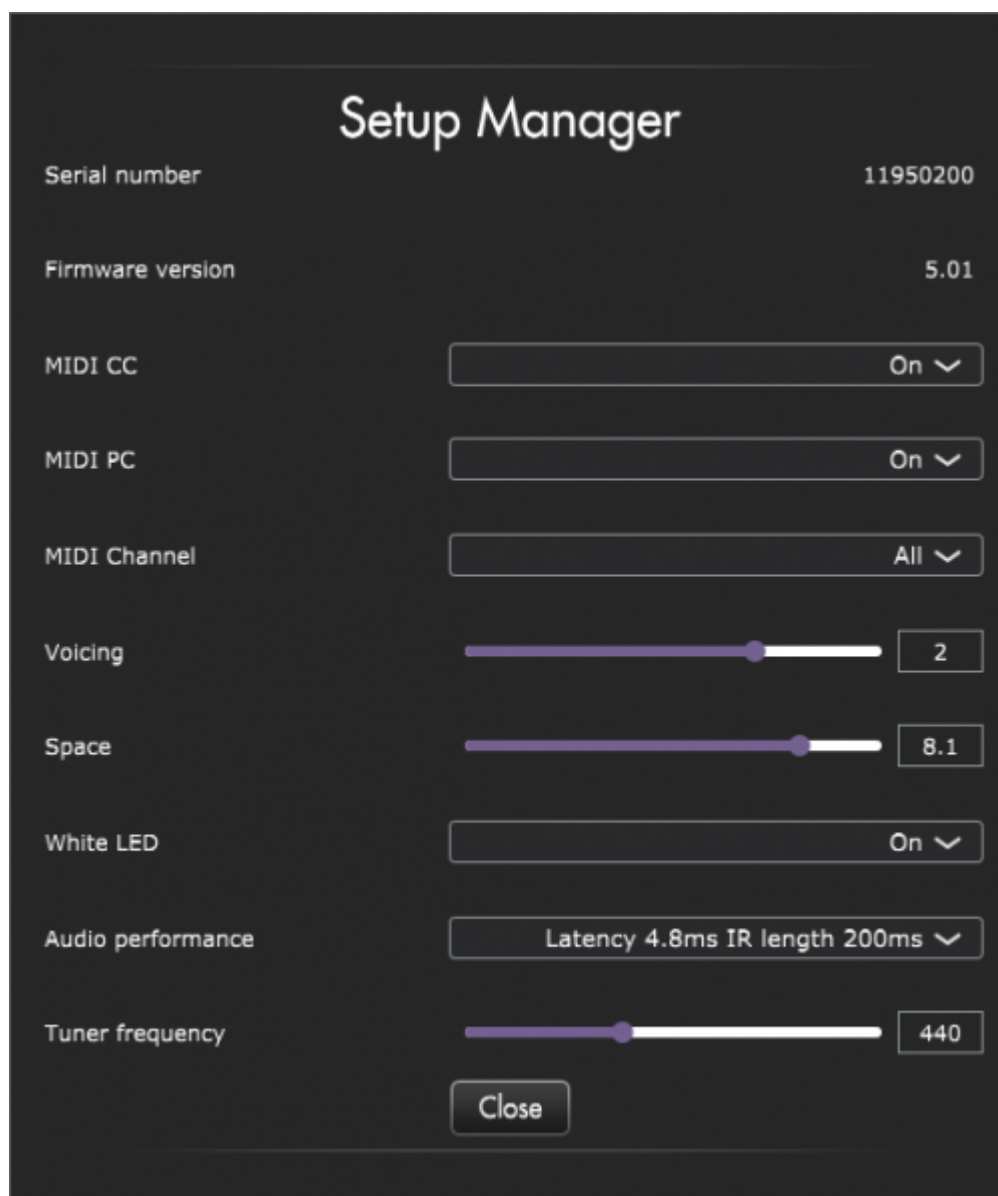 Setup Manager
Serial number 11950200
Firmware version 5.01
MIDI CC On
MIDI PC On
MIDI Channel All
Voicing 2
Space 8.1
White LED On
Audio performance Latency 4.8ms IR length 200ms
Tuner frequency 440
Close